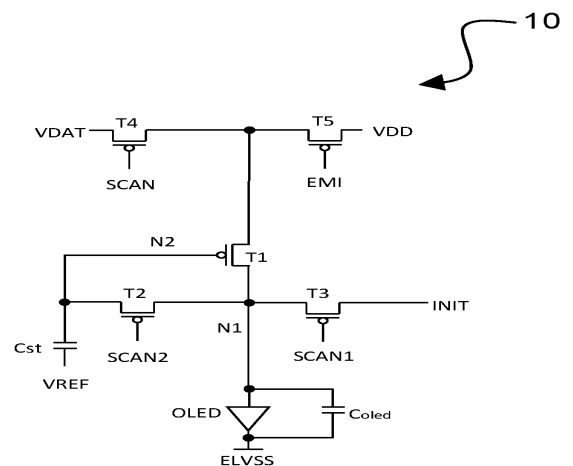 10
T4
T5
VDAT
VDD
SCAN
EMI
N2
T1
T2
T3
INIT
N1
Cst
SCAN2
SCAN1
VREF
OLED
Coled
ELVSS